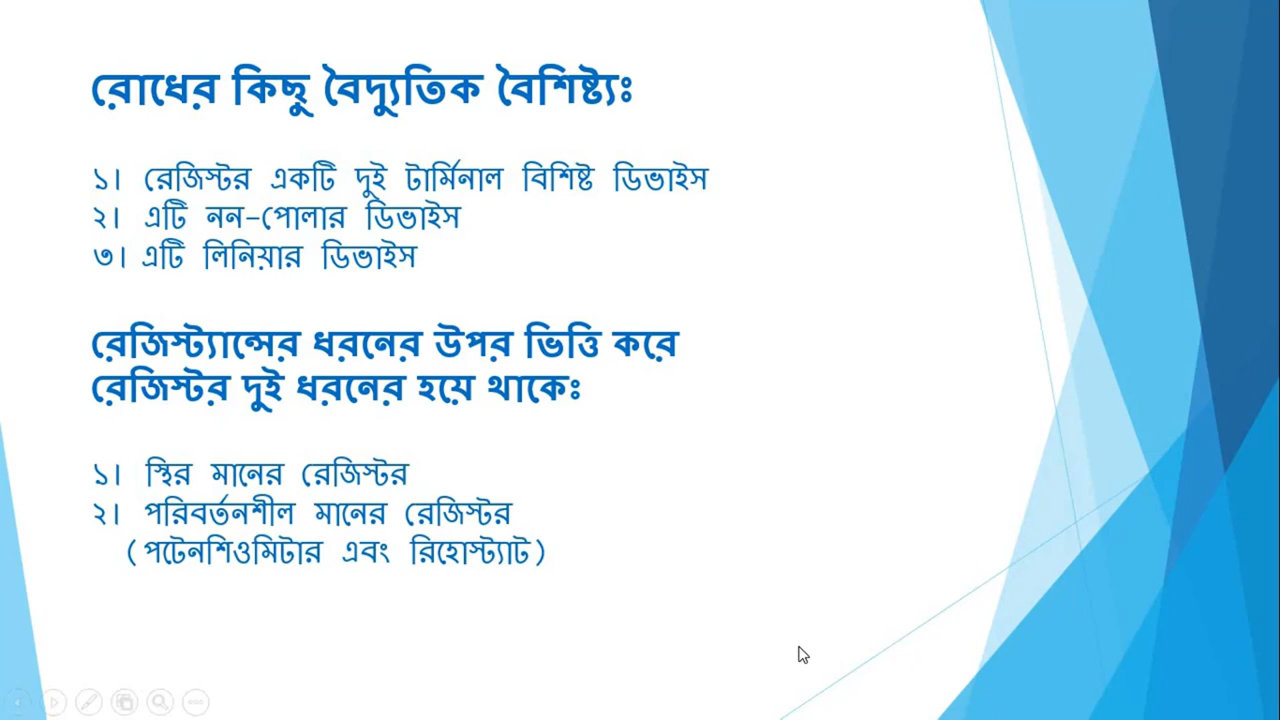 রোধের কিছু বৈদ্যুতিক বৈশিষ্ট্যঃ
১। রেজিস্টর একটি দুই টার্মিনাল বিশিষ্ট ডিভাইস
২। এটি নন-পোলার ডিভাইস
৩। এটি লিনিয়ার ডিভাইস
রেজিস্ট্যান্সের ধরনের উপর ভিত্তি করে
রেজিস্টর দুই ধরনের হয়ে থাকেঃ
১। স্থির মানের রেজিস্টর
২। পরিবর্তনশীল মানের রেজিস্টর
(পটেনশিওমিটার এবং রিহোস্ট্যাট)